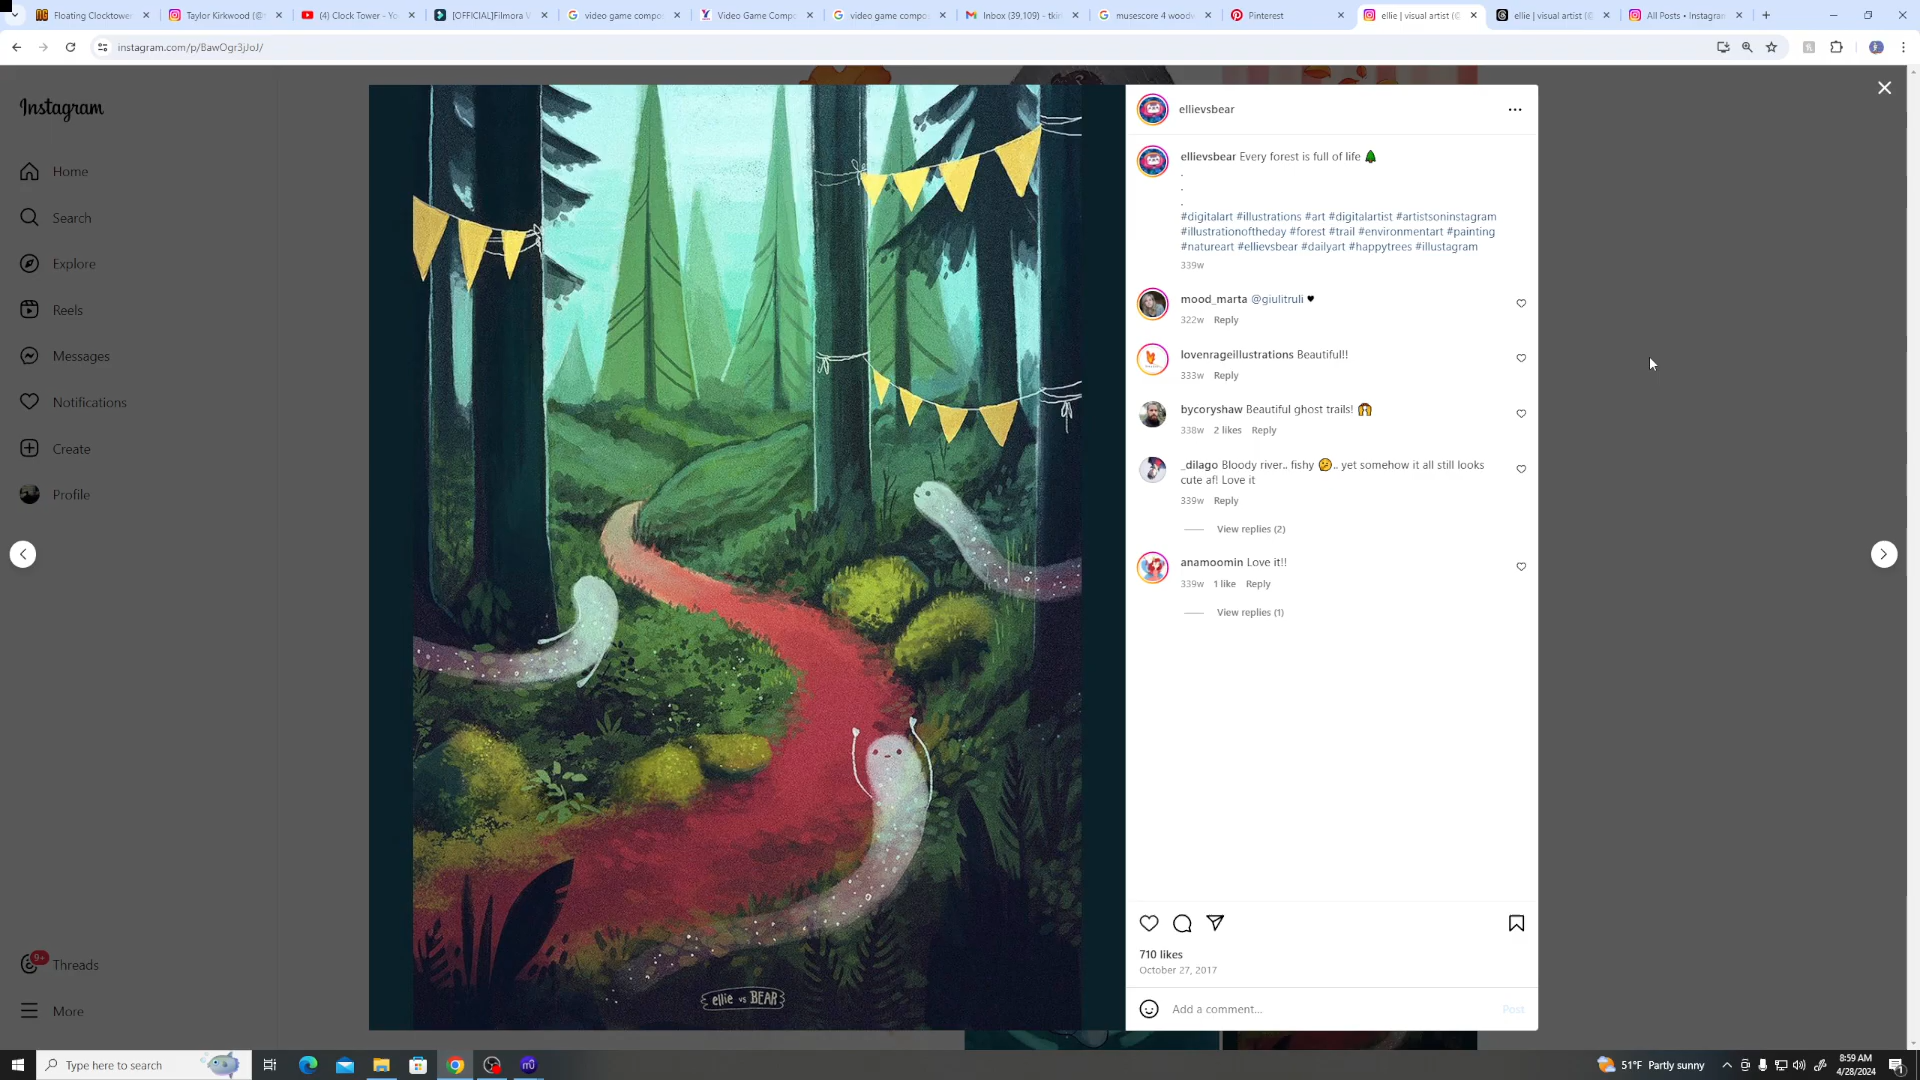 Floating Clocktower
Taylor Kirkwood (@
(4) Clock Tower - Yo
[OFFICIAL]Filmora V
video game compos
Video Game Comp
video game compo
Inbox (39,109) - tkir
musescore 4 woodv
Pinterest
ellie | visual artist (@
ellie | visual artist (@
All Posts • Instagram
instagram.com/p/BawOgr3jJoJ/
Instagram
Home
Search
Explore
Reels
Messages
Notifications
Create
Profile
9+
Threads
More
ellie vs BEAR
ellievsbear
ellievsbear Every forest is full of life 🌲
.
.
.
#digitalart #illustrations #art #digitalartist #artistsoninstagram
#illustrationoftheday #forest #trail #environmentart #painting
#natureart #ellievsbear #dailyart #happytrees #illustagram
339w
mood_marta @giulitruli ♥
322w Reply
lovenrageillustrations Beautiful!!
333w Reply
bycoryshaw Beautiful ghost trails! 🙌
338w 2 likes Reply
_dilago Bloody river.. fishy 🤔.. yet somehow it all still looks
cute af! Love it
339w Reply
View replies (2)
anamoomin Love it!!
339w 1 like Reply
View replies (1)
710 likes
October 27, 2017
Add a comment...
Post
Type here to search
51°F Partly sunny
8:59 AM
4/28/2024